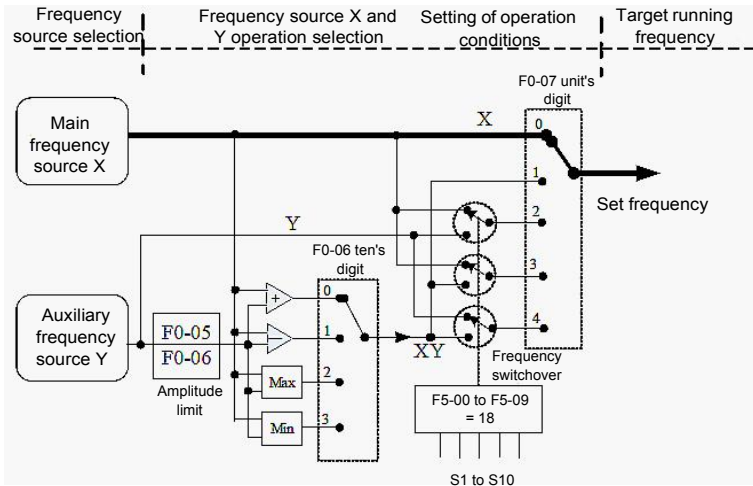 Frequency
source selection
Frequency source X and
Y operation selection
Setting of operation
conditions
Target running
frequency
F0-07 unit's
digit
Main
frequency
source X
X
0
1
2
3
4
Set frequency
Y
F0-06 ten's
digit
Auxiliary
frequency
source Y
F0-05
F0-06
Amplitude
limit
+
−
Max
Min
0
1
2
3
XY
Frequency
switchover
F5-00 to F5-09
= 18
S1 to S10